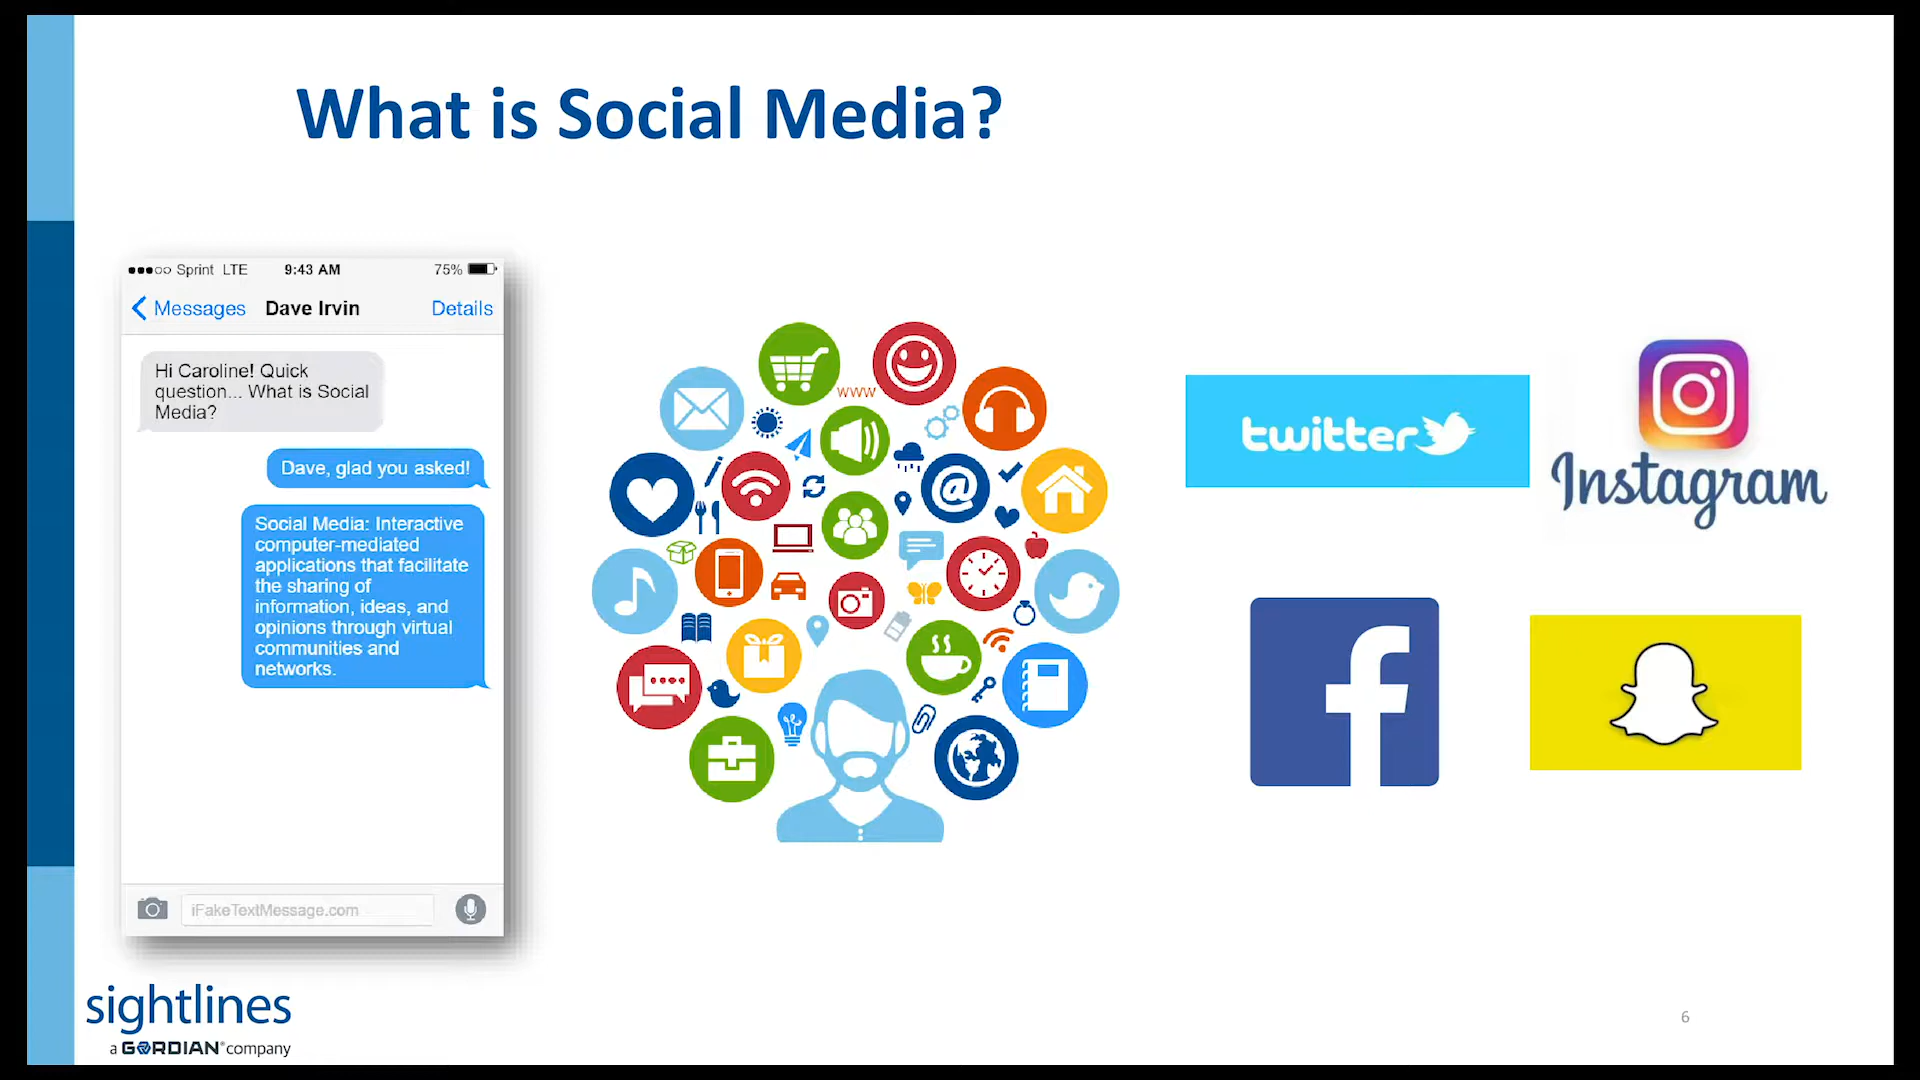 What is Social Media?
Sprint LTE 9:43 AM 75%
Messages Dave Irvin Details
Hi Caroline! Quick
question... What is Social
Media?
Dave, glad you asked!
Social Media: Interactive
computer-mediated
applications that facilitate
the sharing of
information, ideas, and
opinions through virtual
communities and
networks.
iFakeTextMessage.com
www
@
twitter
Instagram
f
sightlines
a GORDIAN® company
6